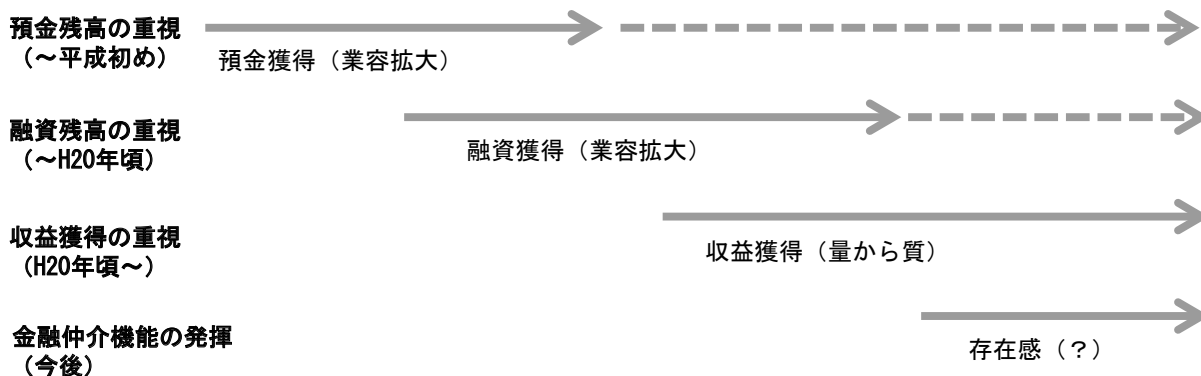 預金残高の重視
（～平成初め）
預金獲得（業容拡大）
融資残高の重視
（～H20年頃）
融資獲得（業容拡大）
収益獲得の重視
（H20年頃～）
収益獲得（量から質）
金融仲介機能の発揮
（今後）
存在感（？）